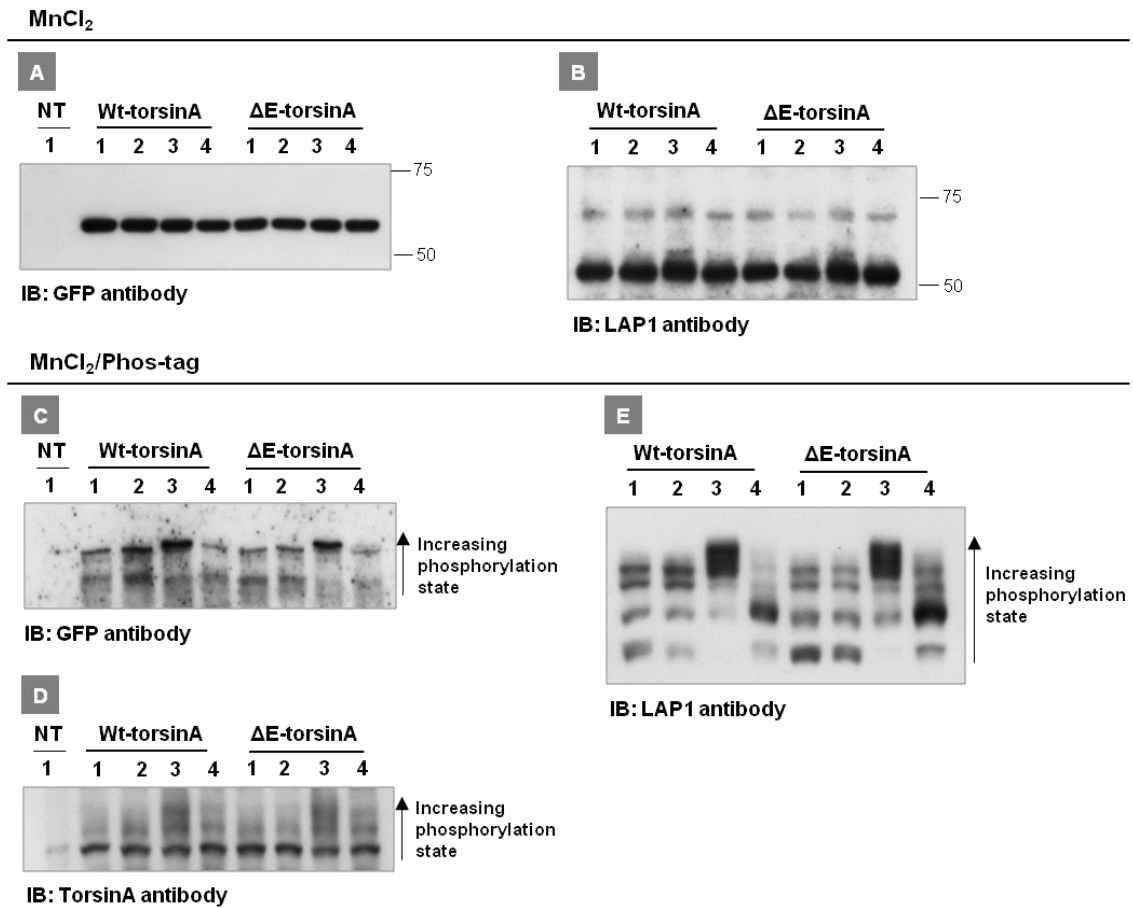 MnCl₂
A
NT Wt-torsinA ΔE-torsinA
1 1 2 3 4 1 2 3 4
75
50
IB: GFP antibody
B
Wt-torsinA ΔE-torsinA
1 2 3 4 1 2 3 4
75
50
IB: LAP1 antibody
MnCl₂/Phos-tag
C
NT Wt-torsinA ΔE-torsinA
1 1 2 3 4 1 2 3 4
Increasing
phosphorylation
state
IB: GFP antibody
D
NT Wt-torsinA ΔE-torsinA
1 1 2 3 4 1 2 3 4
Increasing
phosphorylation
state
IB: TorsinA antibody
E
Wt-torsinA ΔE-torsinA
1 2 3 4 1 2 3 4
Increasing
phosphorylation
state
IB: LAP1 antibody